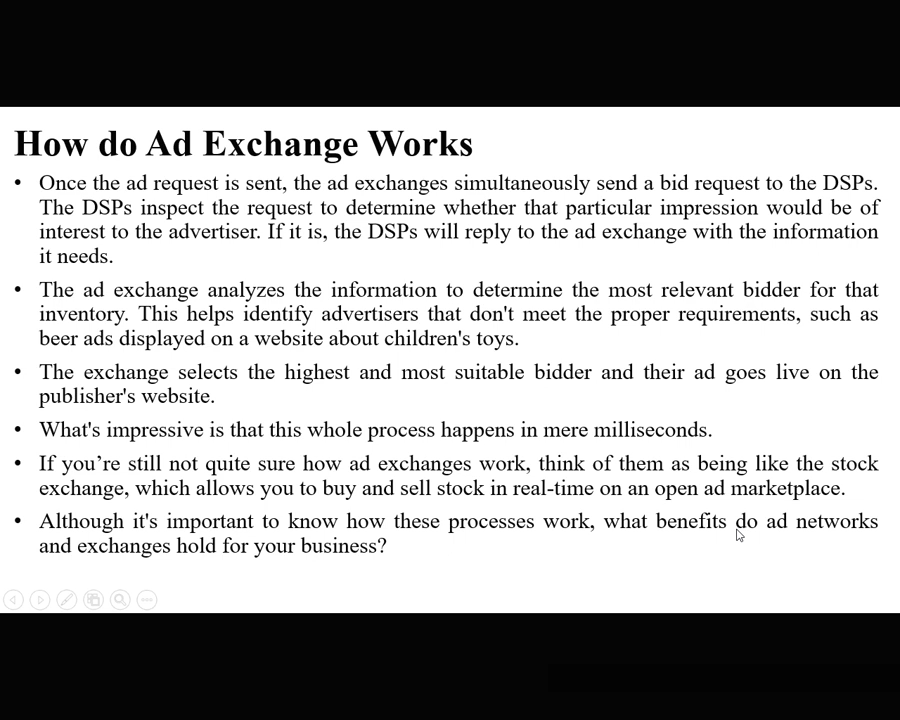 How do Ad Exchange Works
• Once the ad request is sent, the ad exchanges simultaneously send a bid request to the DSPs.
The DSPs inspect the request to determine whether that particular impression would be of
interest to the advertiser. If it is, the DSPs will reply to the ad exchange with the information
it needs.
• The ad exchange analyzes the information to determine the most relevant bidder for that
inventory. This helps identify advertisers that don't meet the proper requirements, such as
beer ads displayed on a website about children's toys.
• The exchange selects the highest and most suitable bidder and their ad goes live on the
publisher's website.
• What's impressive is that this whole process happens in mere milliseconds.
• If you’re still not quite sure how ad exchanges work, think of them as being like the stock
exchange, which allows you to buy and sell stock in real-time on an open ad marketplace.
• Although it's important to know how these processes work, what benefits do ad networks
and exchanges hold for your business?